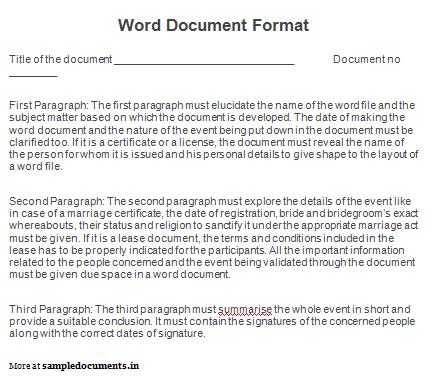 Word Document Format
Title of the document ______________________________ Document no
________
First Paragraph: The first paragraph must elucidate the name of the word file and the
subject matter based on which the document is developed. The date of making the
word document and the nature of the event being put down in the document must be
clarified too. If it is a certificate or a license, the document must reveal the name of
the person for whom it is issued and his personal details to give shape to the layout of
a word file.
Second Paragraph: The second paragraph must explore the details of the event like
in case of a marriage certificate, the date of registration, bride and bridegroom's exact
whereabouts, their status and religion to sanctify it under the appropriate marriage act
must be given. If it is a lease document, the terms and conditions included in the
lease has to be properly indicated for the participants. All the important information
related to the people concerned and the event being validated through the document
must be given due space in a word document.
Third Paragraph: The third paragraph must summarise the whole event in short and
provide a suitable conclusion. It must contain the signatures of the concerned people
along with the correct dates of signature.
More at sampledocuments.in